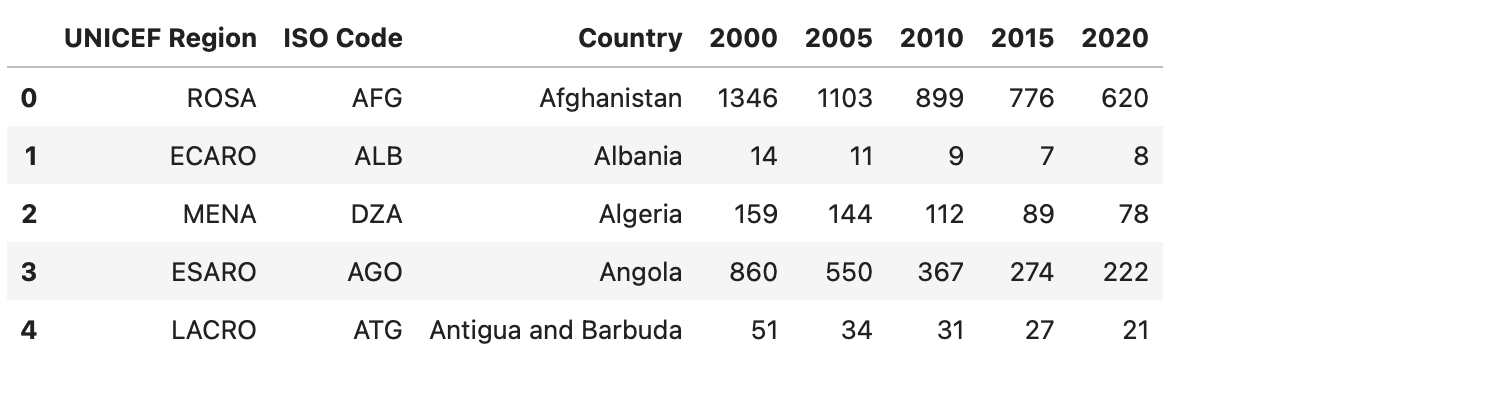 UNICEF Region ISO Code Country 2000 2005 2010 2015 2020
0 ROSA AFG Afghanistan 1346 1103 899 776 620
1 ECARO ALB Albania 14 11 9 7 8
2 MENA DZA Algeria 159 144 112 89 78
3 ESARO AGO Angola 860 550 367 274 222
4 LACRO ATG Antigua and Barbuda 51 34 31 27 21